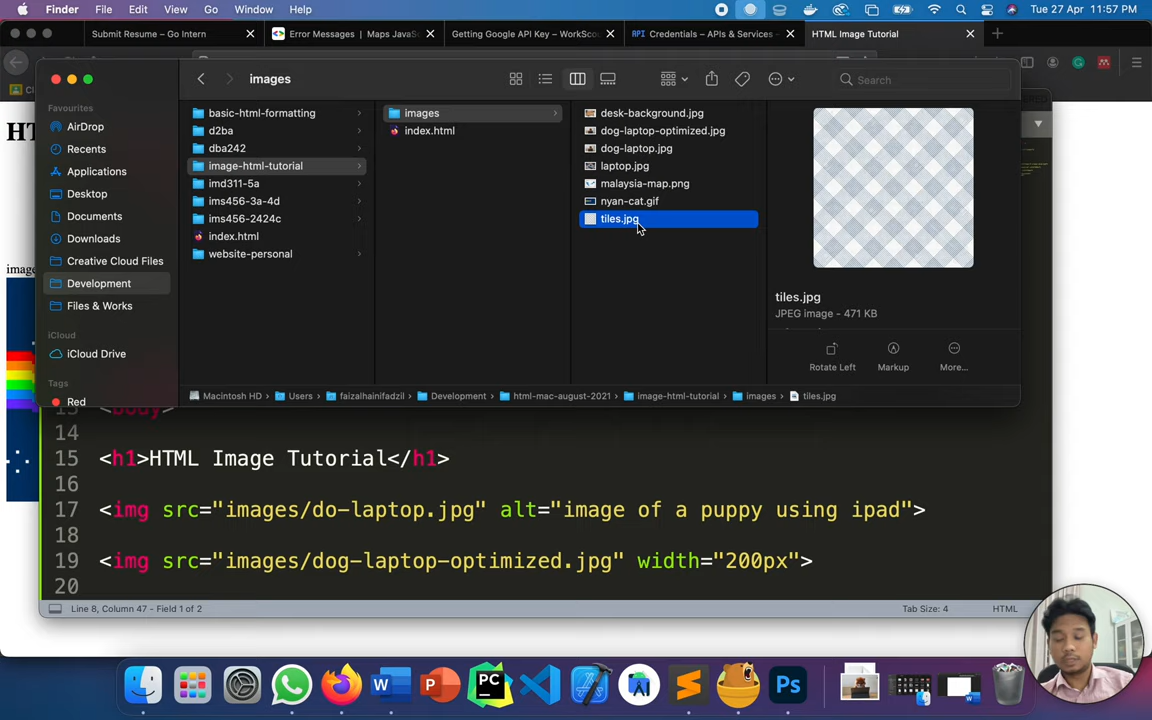 Finder File Edit View Go Window Help
Tue 27 Apr 11:57 PM
Submit Resume – Go Intern
Error Messages | Maps JavaS
Getting Google API Key – WorkSco
API Credentials – APIs & Services –
HTML Image Tutorial
images
Search
Favourites
AirDrop
Recents
Applications
Desktop
Documents
Downloads
Creative Cloud Files
Development
Files & Works
iCloud
iCloud Drive
Tags
Red
basic-html-formatting
d2ba
dba242
image-html-tutorial
imd311-5a
ims456-3a-4d
ims456-2424c
index.html
website-personal
images
index.html
desk-background.jpg
dog-laptop-optimized.jpg
dog-laptop.jpg
laptop.jpg
malaysia-map.png
nyan-cat.gif
tiles.jpg
tiles.jpg
JPEG image - 471 KB
Rotate Left
Markup
More...
Macintosh HD › Users › faizalhainifadzil › Development › html-mac-august-2021 › image-html-tutorial › images › tiles.jpg
HT
image
13 <body>
14
15 <h1>HTML Image Tutorial</h1>
16
17 <img src="images/do-laptop.jpg" alt="image of a puppy using ipad">
18
19 <img src="images/dog-laptop-optimized.jpg" width="200px">
20
Line 8, Column 47 - Field 1 of 2
Tab Size: 4
HTML
W
P
PC
Ps